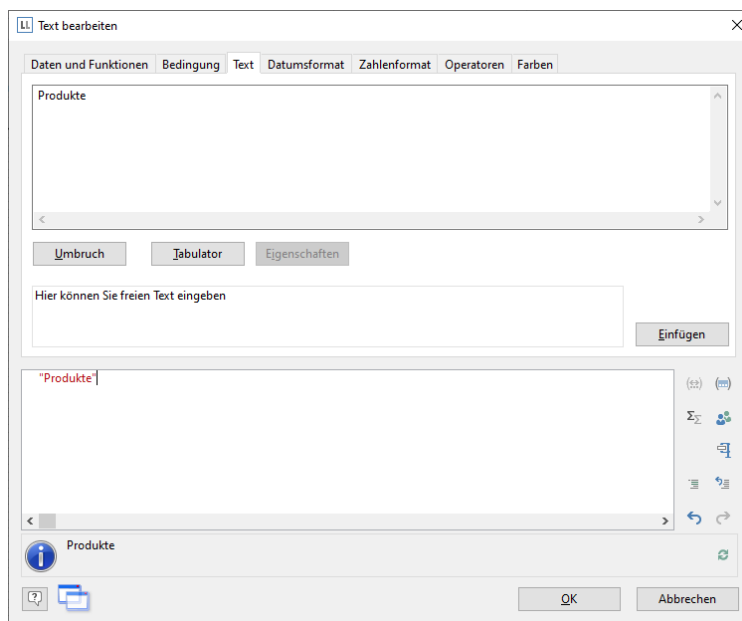 LL Text bearbeiten
Daten und Funktionen Bedingung Text Datumsformat Zahlenformat Operatoren Farben
Produkte
Umbruch Tabulator Eigenschaften
Hier können Sie freien Text eingeben
Einfügen
"Produkte"
Produkte
OK Abbrechen